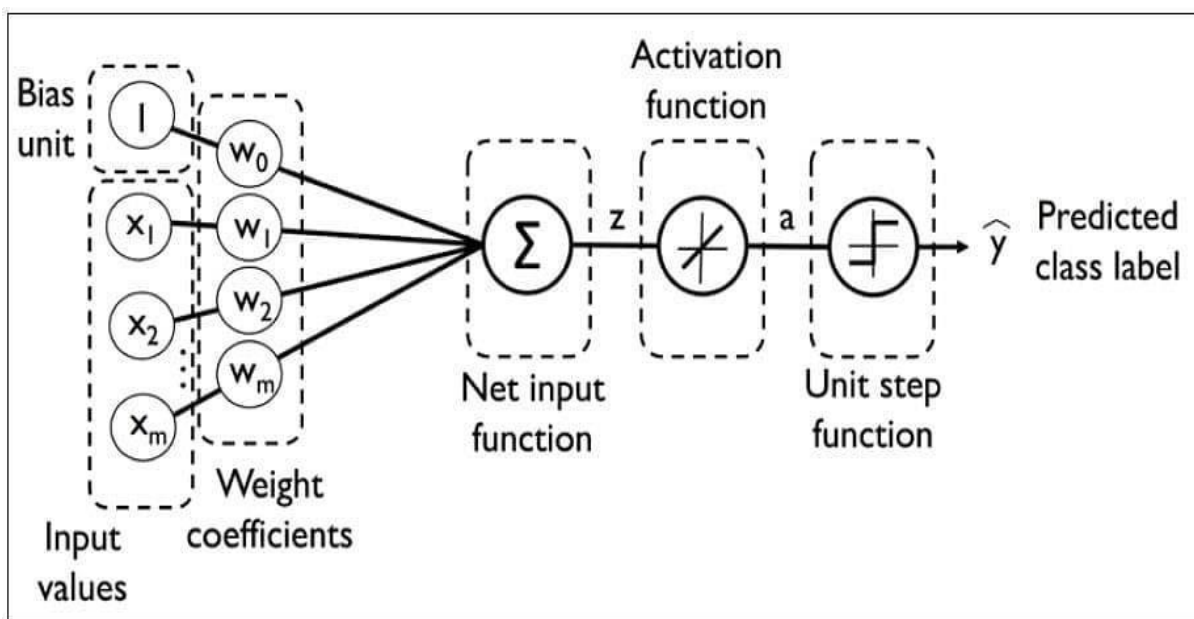 Bias
unit
1
x₁
x₂
⋮
xₘ
Input
values
w₀
w₁
w₂
wₘ
Weight
coefficients
Σ
Net input
function
z
Activation
function
a
Unit step
function
ŷ
Predicted
class label